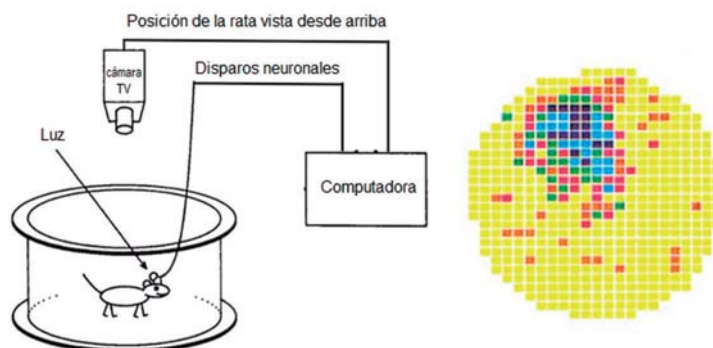 Posición de la rata vista desde arriba
cámara
TV
Disparos neuronales
Luz
Computadora